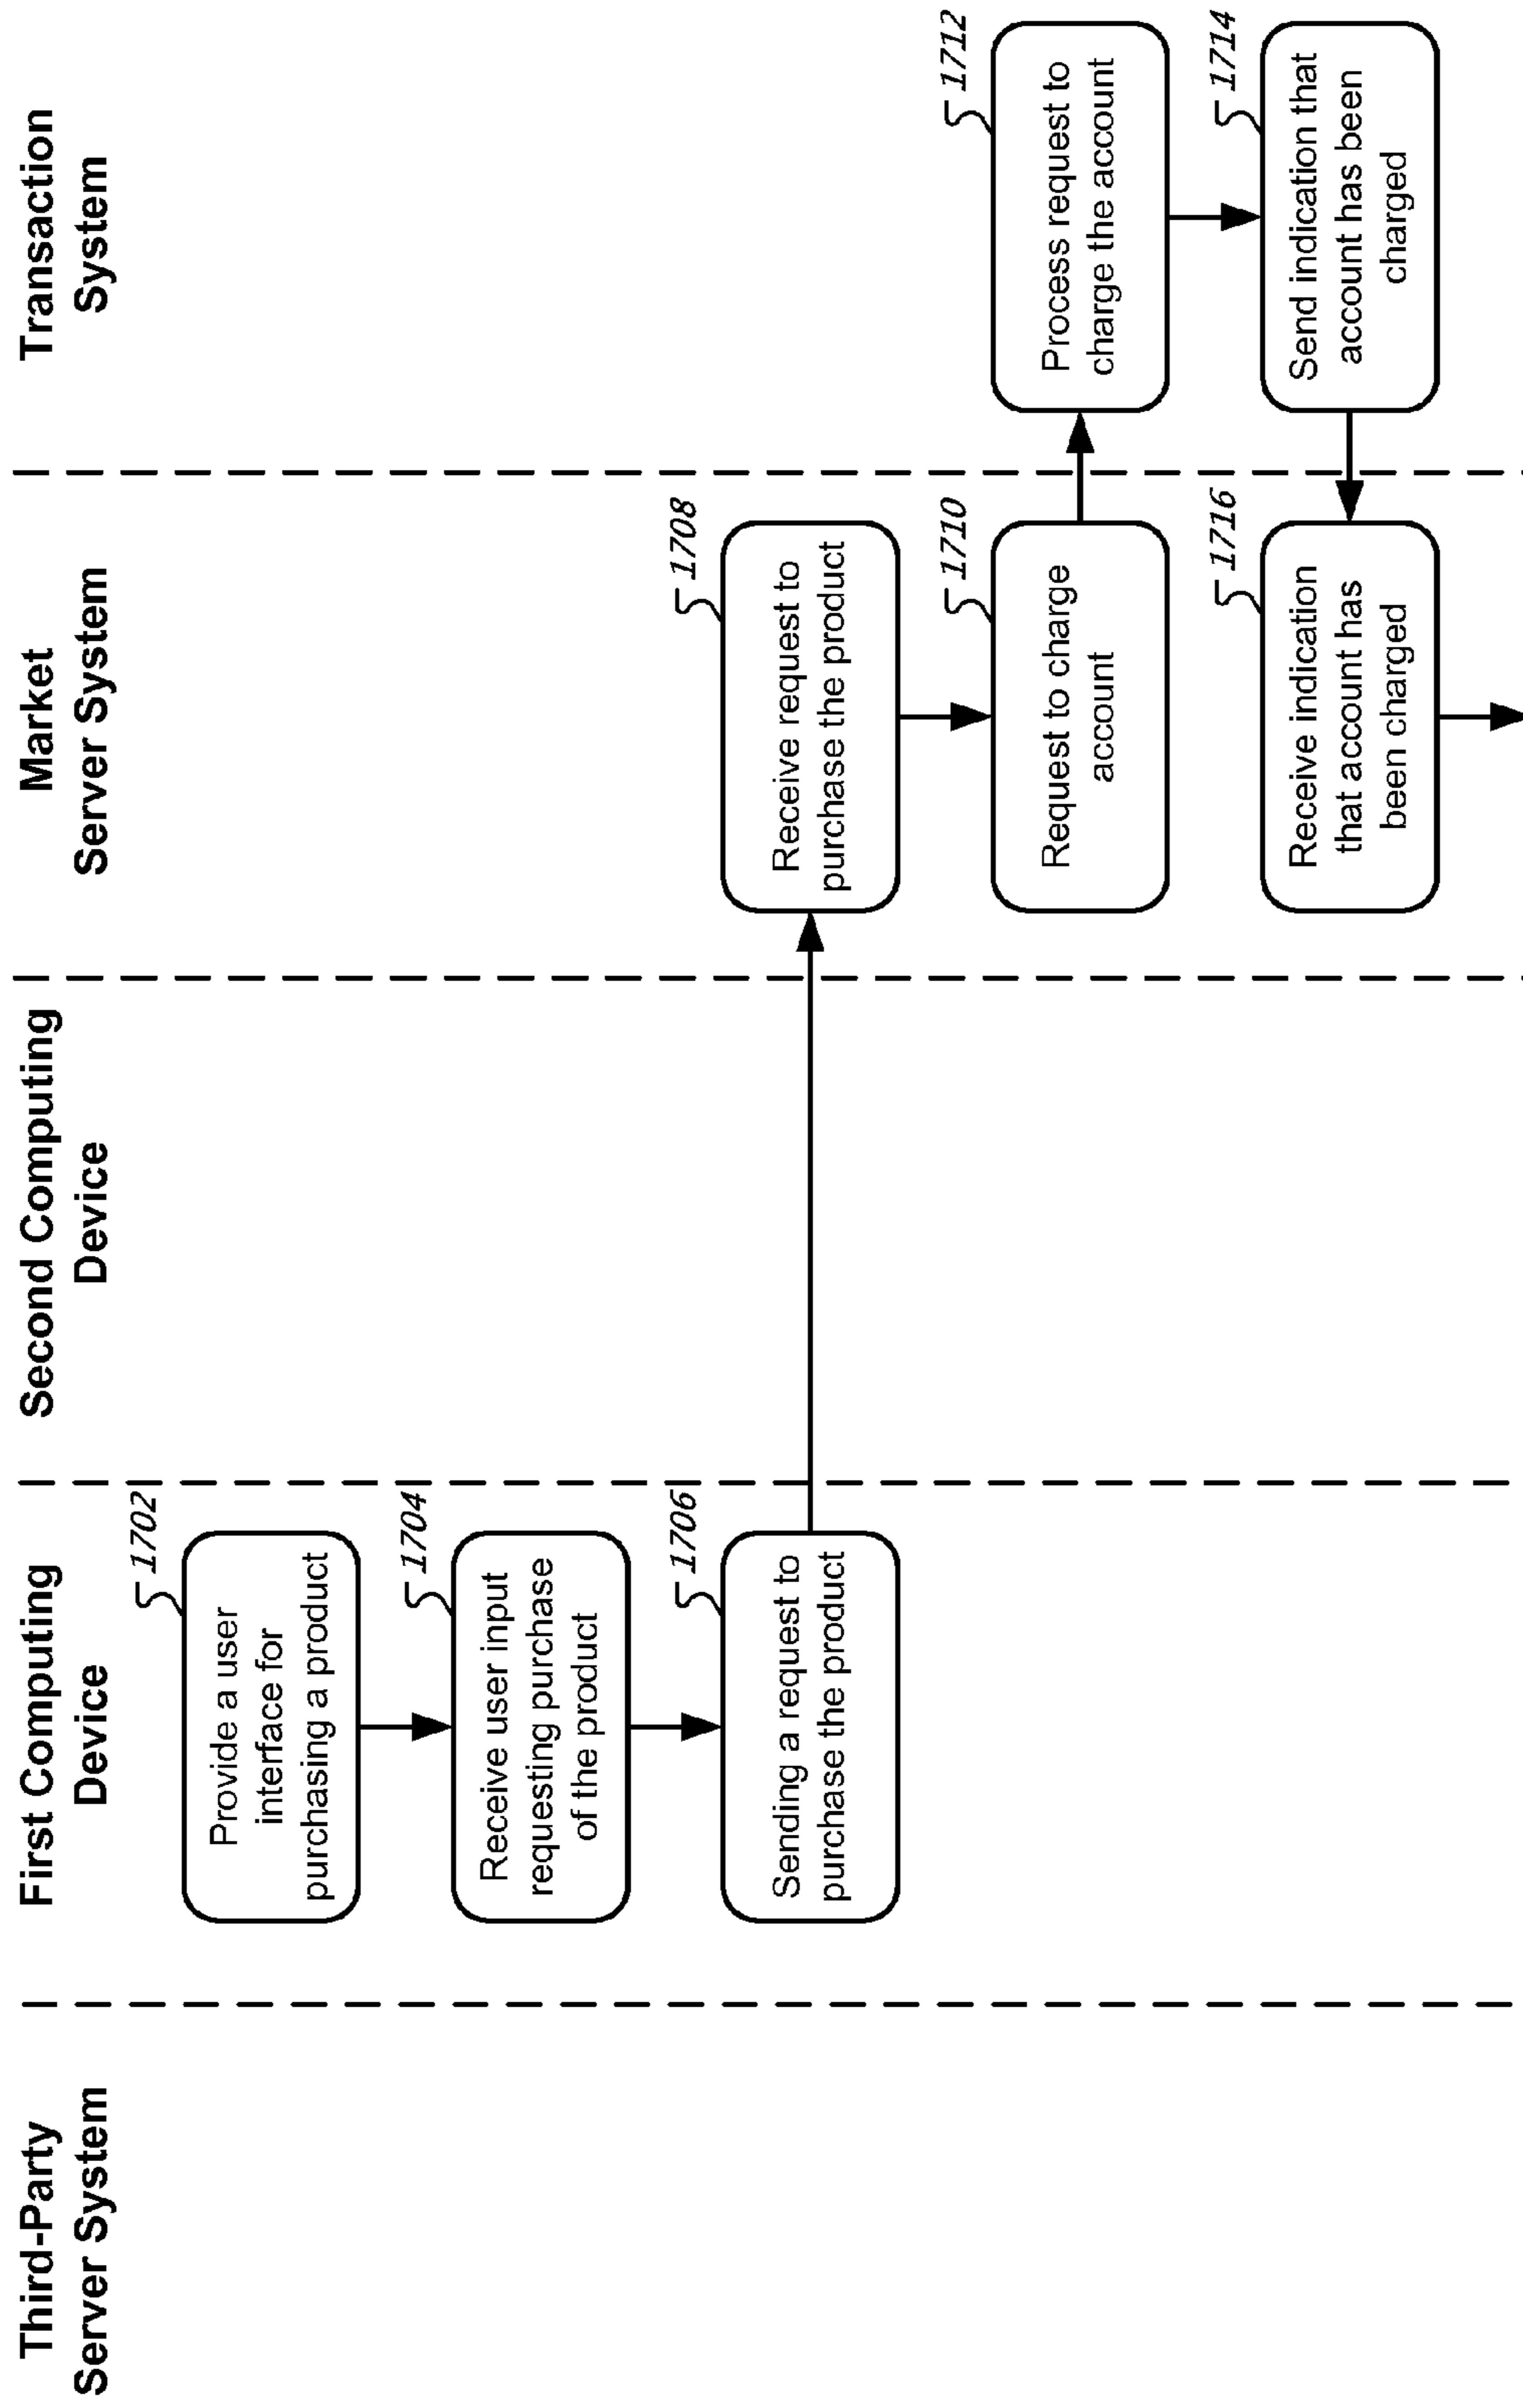 Third-Party
Server System
First Computing
Device
Second Computing
Device
Market
Server System
Transaction
System
1702
Provide a user
interface for
purchasing a product
1704
Receive user input
requesting purchase
of the product
1706
Sending a request to
purchase the product
1708
Receive request to
purchase the product
1710
Request to charge
account
1712
Process request to
charge the account
1714
Send indication that
account has been
charged
1716
Receive indication
that account has
been charged